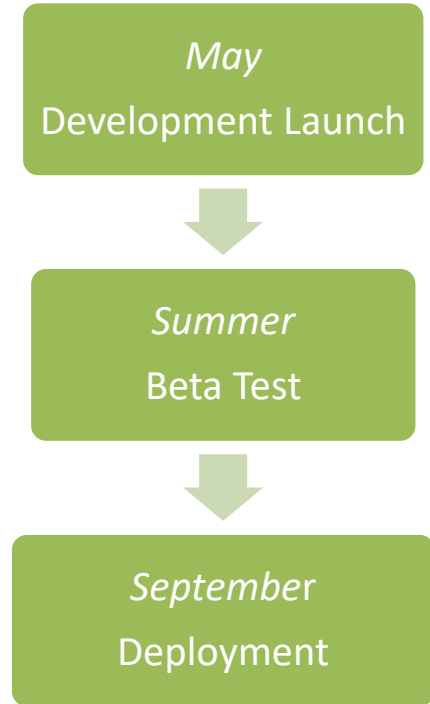 May
Development Launch
Summer
Beta Test
September
Deployment